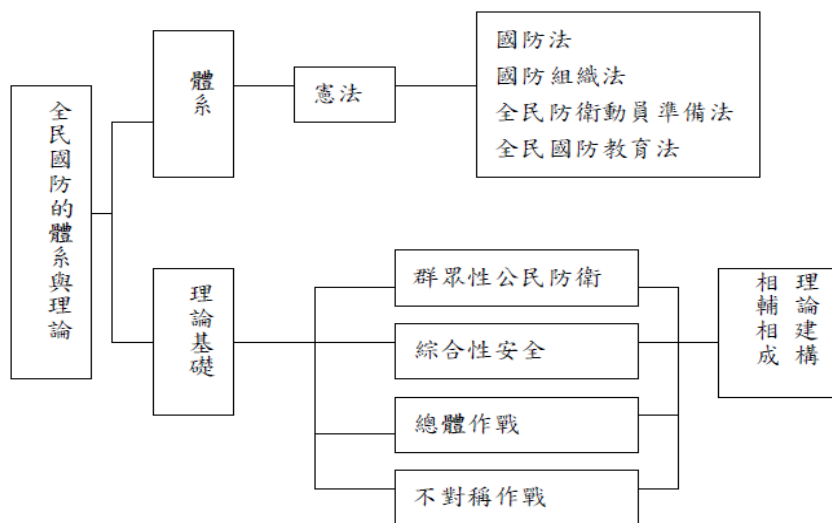 全民國防的體系與理論
體系
憲法
國防法
國防組織法
全民防衛動員準備法
全民國防教育法
理論基礎
群眾性公民防衛
綜合性安全
總體作戰
不對稱作戰
理論建構
相輔相成